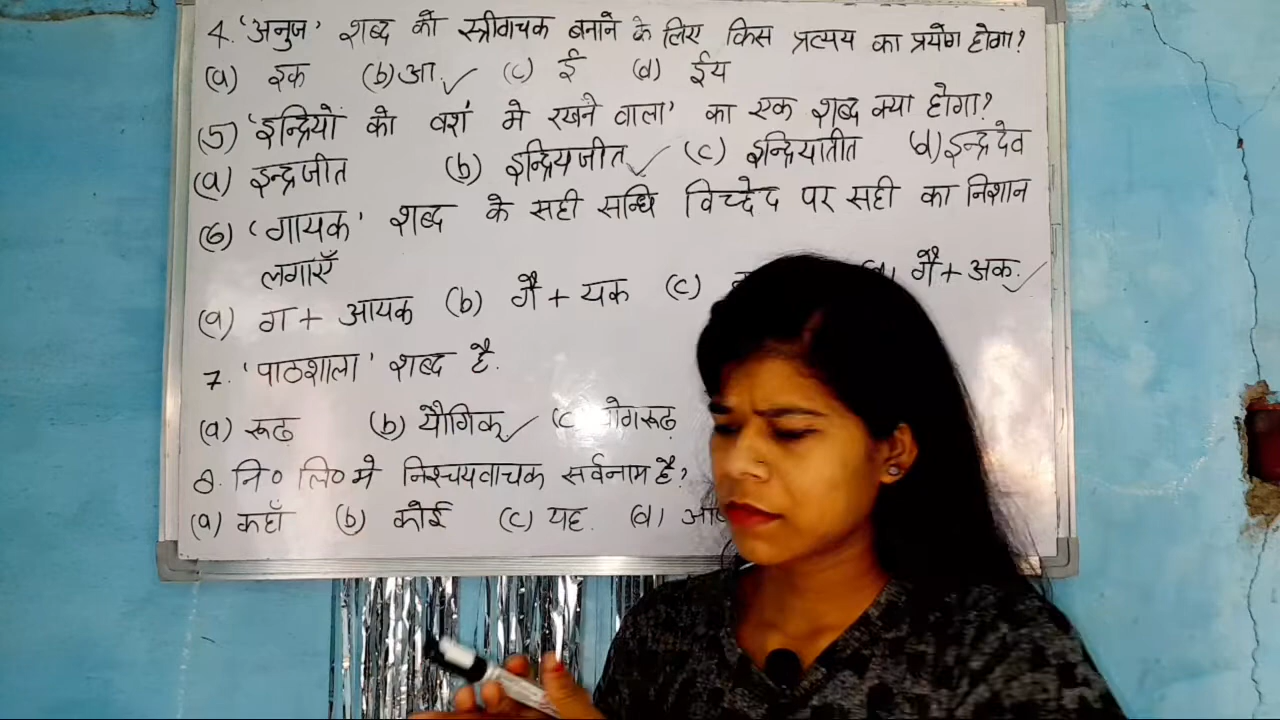 4. 'अनुज' शब्द को स्त्रीवाचक बनाने के लिए किस प्रत्यय का प्रयोग होगा?
(a) इक (b) आ ✓ (c) ई (d) ईय
(5) 'इन्द्रियों को वश में रखने वाला' का एक शब्द क्या होगा?
(a) इन्द्रजीत (b) इन्द्रियजीत ✓ (c) इन्द्रियातीत (d) इन्द्रदेव
(6) 'गायक' शब्द के सही सन्धि विच्देद पर सही का निशान
लगाएँ
(a) ग + आयक (b) गै + यक (c) गै + अक ✓
7. 'पाठशाला' शब्द है.
(a) रूढ़ (b) यौगिक ✓ (c) योगरूढ़
8. नि० लि० मे निश्चयवाचक सर्वनाम है?
(a) कहाँ (b) कोई (c) यह. (d)